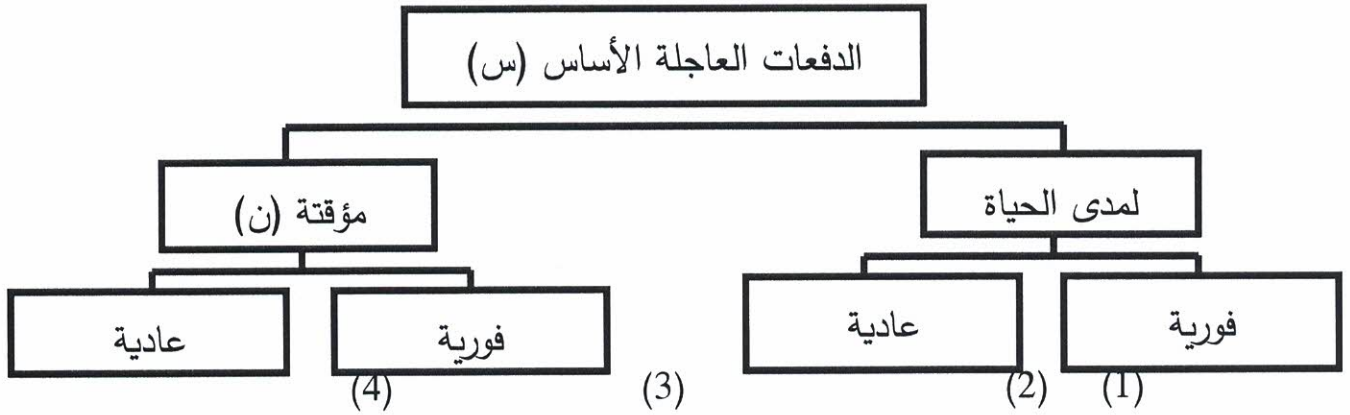 الدفعات العاجلة الأساس (س)
لمدى الحياة
مؤقتة (ن)
فورية
عادية
فورية
عادية
(1) (2) (3) (4)